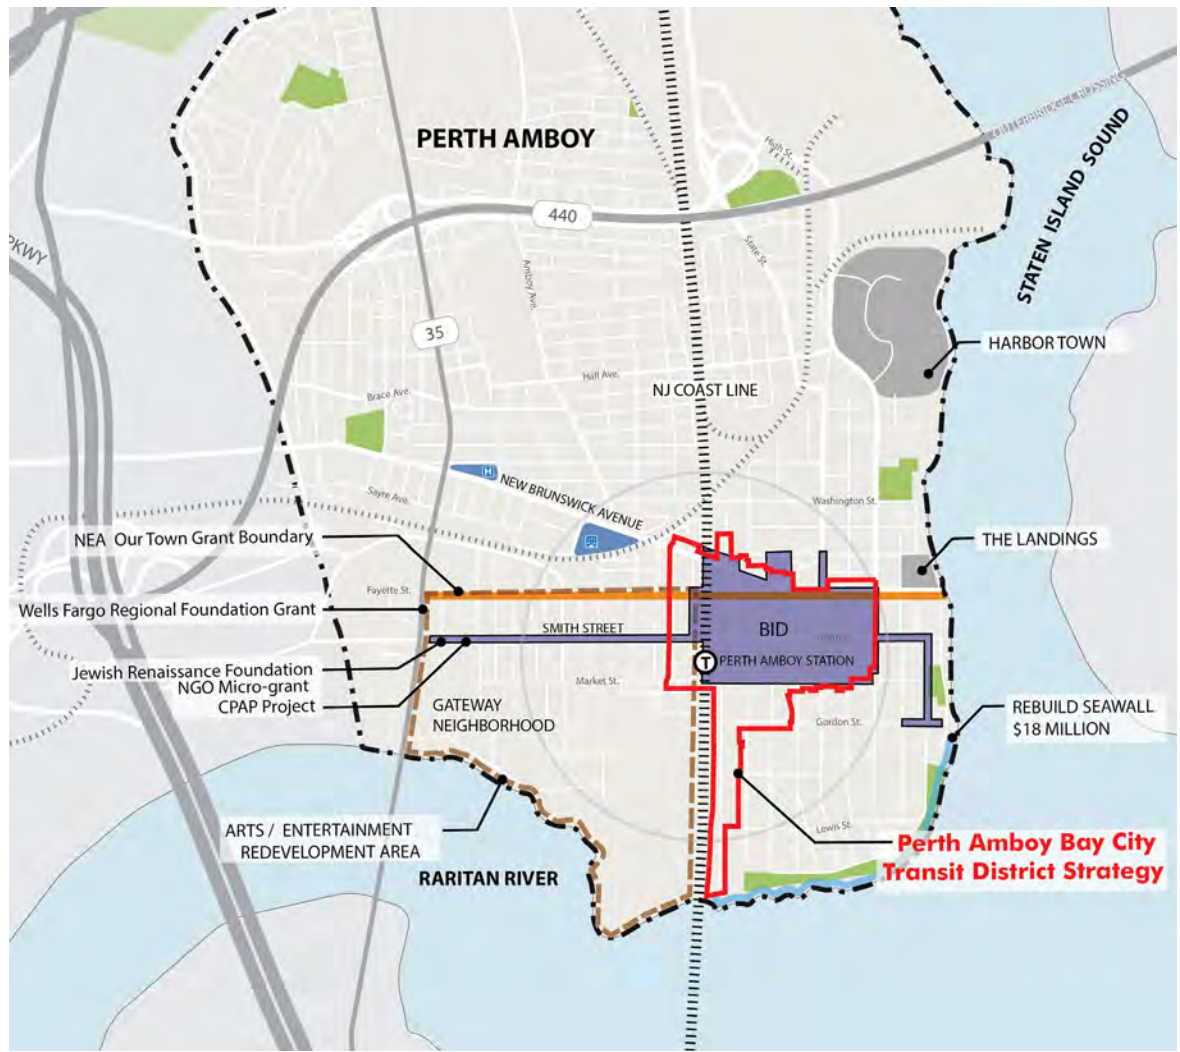 OUTERBRIDGE CROSSING
High St.
PERTH AMBOY
STATEN ISLAND SOUND
440
State St.
PKWY
Amboy Ave.
35
HARBOR TOWN
Hall Ave.
NJ COAST LINE
Brace Ave.
H
NEW BRUNSWICK AVENUE
Sayre Ave.
Washington St.
NEA Our Town Grant Boundary
THE LANDINGS
Fayette St.
Wells Fargo Regional Foundation Grant
SMITH STREET
BID
T
PERTH AMBOY STATION
Jewish Renaissance Foundation
NGO Micro-grant
CPAP Project
Market St.
GATEWAY
NEIGHBORHOOD
Gordon St.
REBUILD SEAWALL
$18 MILLION
ARTS / ENTERTAINMENT
REDEVELOPMENT AREA
Lewis St.
Perth Amboy Bay City
Transit District Strategy
RARITAN RIVER